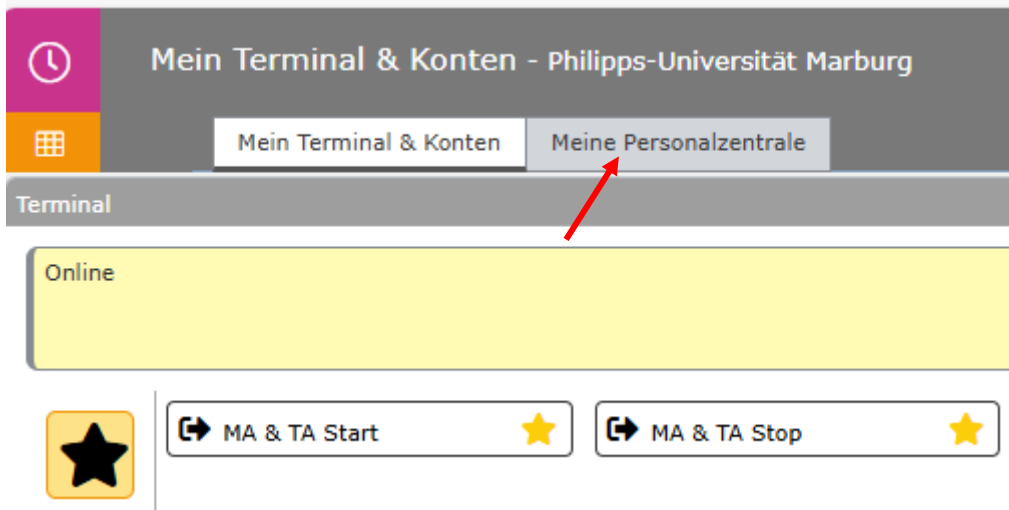 Mein Terminal & Konten - Philipps-Universität Marburg
Mein Terminal & Konten Meine Personalzentrale
Terminal
Online
MA & TA Start MA & TA Stop